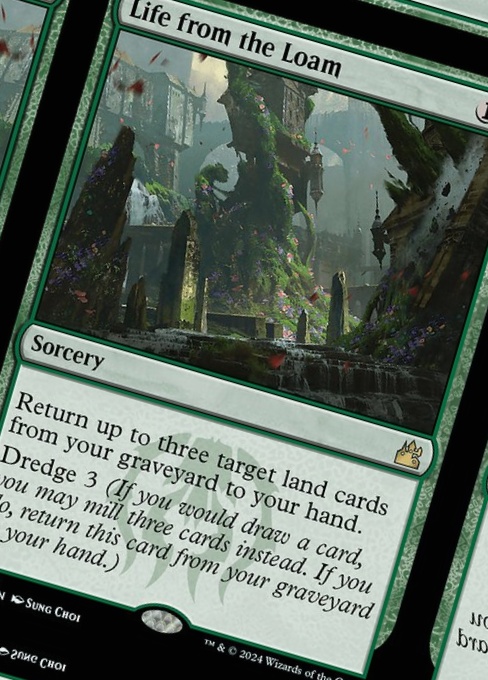 Life from the Loam
Sorcery
Return up to three target land cards
from your graveyard to your hand.
Dredge 3 (If you would draw a card,
you may mill three cards instead. If you
do, return this card from your graveyard
your hand.)
N SUNG CHOI
™ & © 2024 Wizards of the
SUNG CHOI